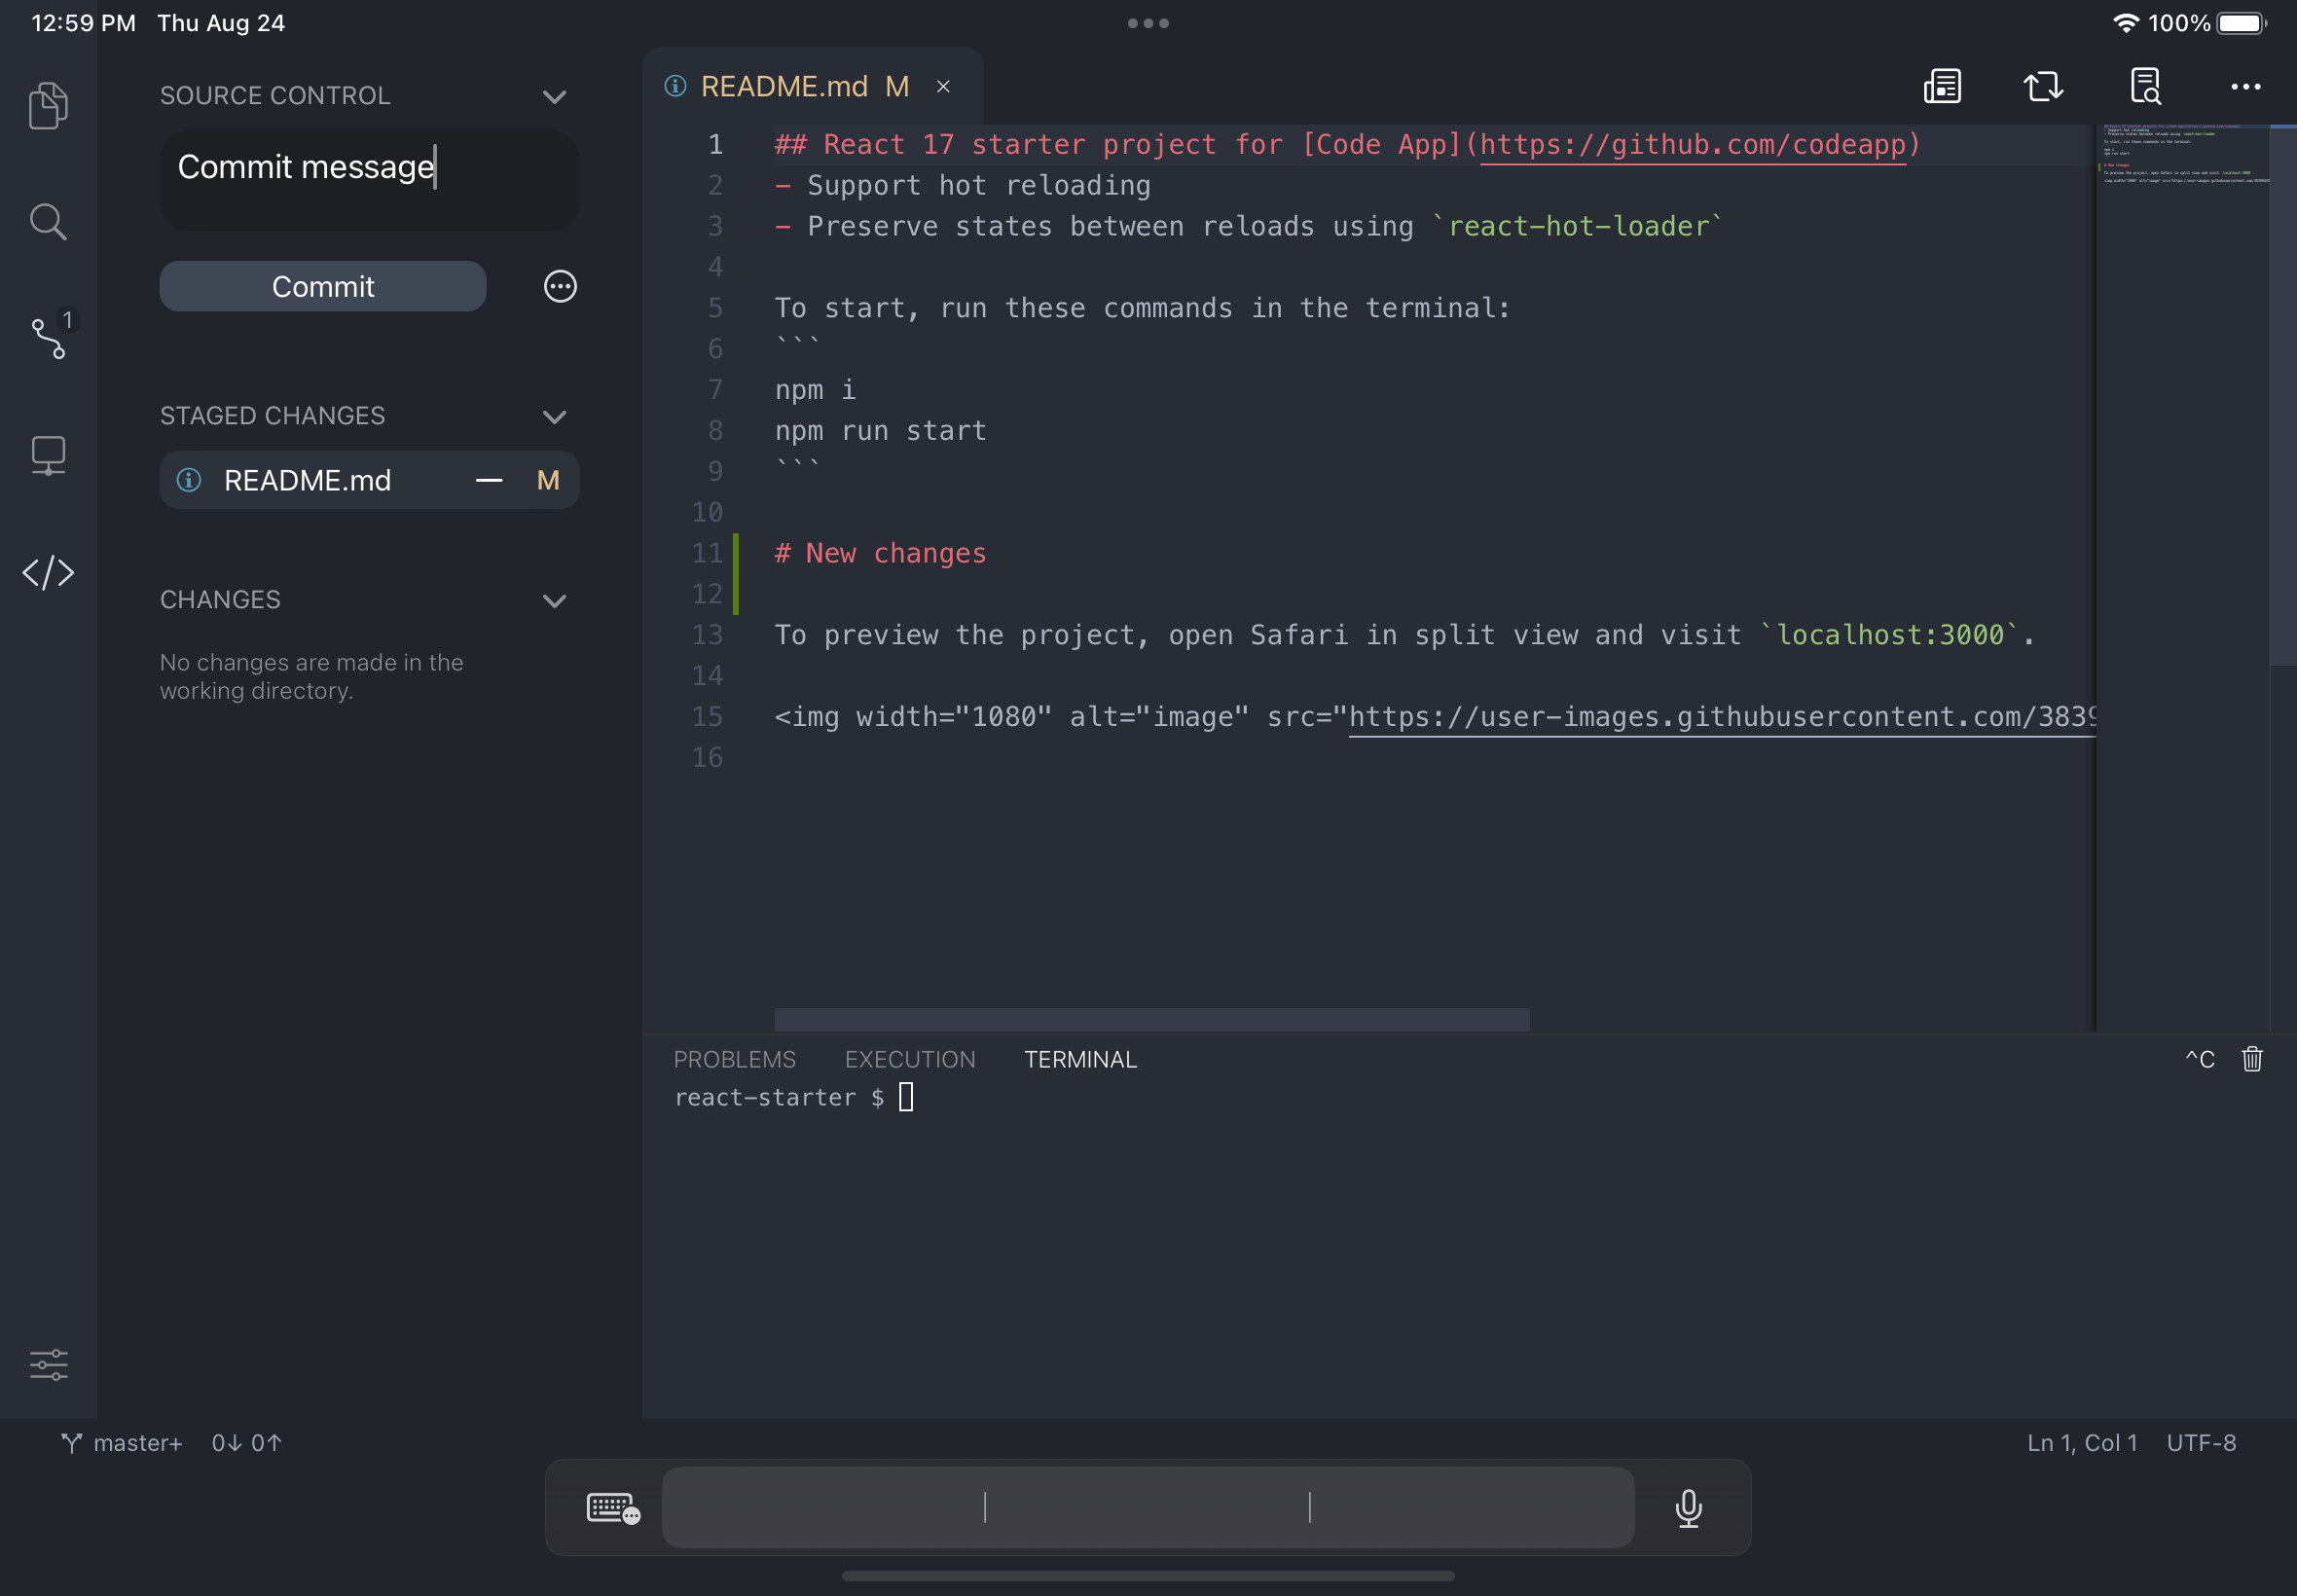 12:59 PM Thu Aug 24
100%
SOURCE CONTROL
Commit message
Commit
1
STAGED CHANGES
README.md M
CHANGES
No changes are made in the
working directory.
README.md M
1 ## React 17 starter project for [Code App](https://github.com/codeapp)
2 - Support hot reloading
3 - Preserve states between reloads using `react-hot-loader`
4
5 To start, run these commands in the terminal:
6 ```
7 npm i
8 npm run start
9 ```
10
11 # New changes
12
13 To preview the project, open Safari in split view and visit `localhost:3000`.
14
15 <img width="1080" alt="image" src="https://user-images.githubusercontent.com/3839
16
PROBLEMS EXECUTION TERMINAL ^C
react-starter $
master+ 0↓ 0↑
Ln 1, Col 1 UTF-8